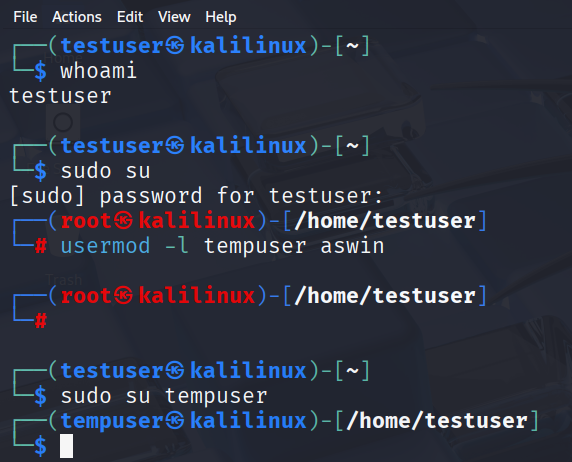 File Actions Edit View Help
┌──(testuser㉿kalilinux)-[~]
└─$ whoami
testuser
┌──(testuser㉿kalilinux)-[~]
└─$ sudo su
[sudo] password for testuser:
┌──(root㉿kalilinux)-[/home/testuser]
└─# usermod -l tempuser aswin
Trash
┌──(root㉿kalilinux)-[/home/testuser]
└─#
┌──(testuser㉿kalilinux)-[~]
└─$ sudo su tempuser
┌──(tempuser㉿kalilinux)-[/home/testuser]
└─$